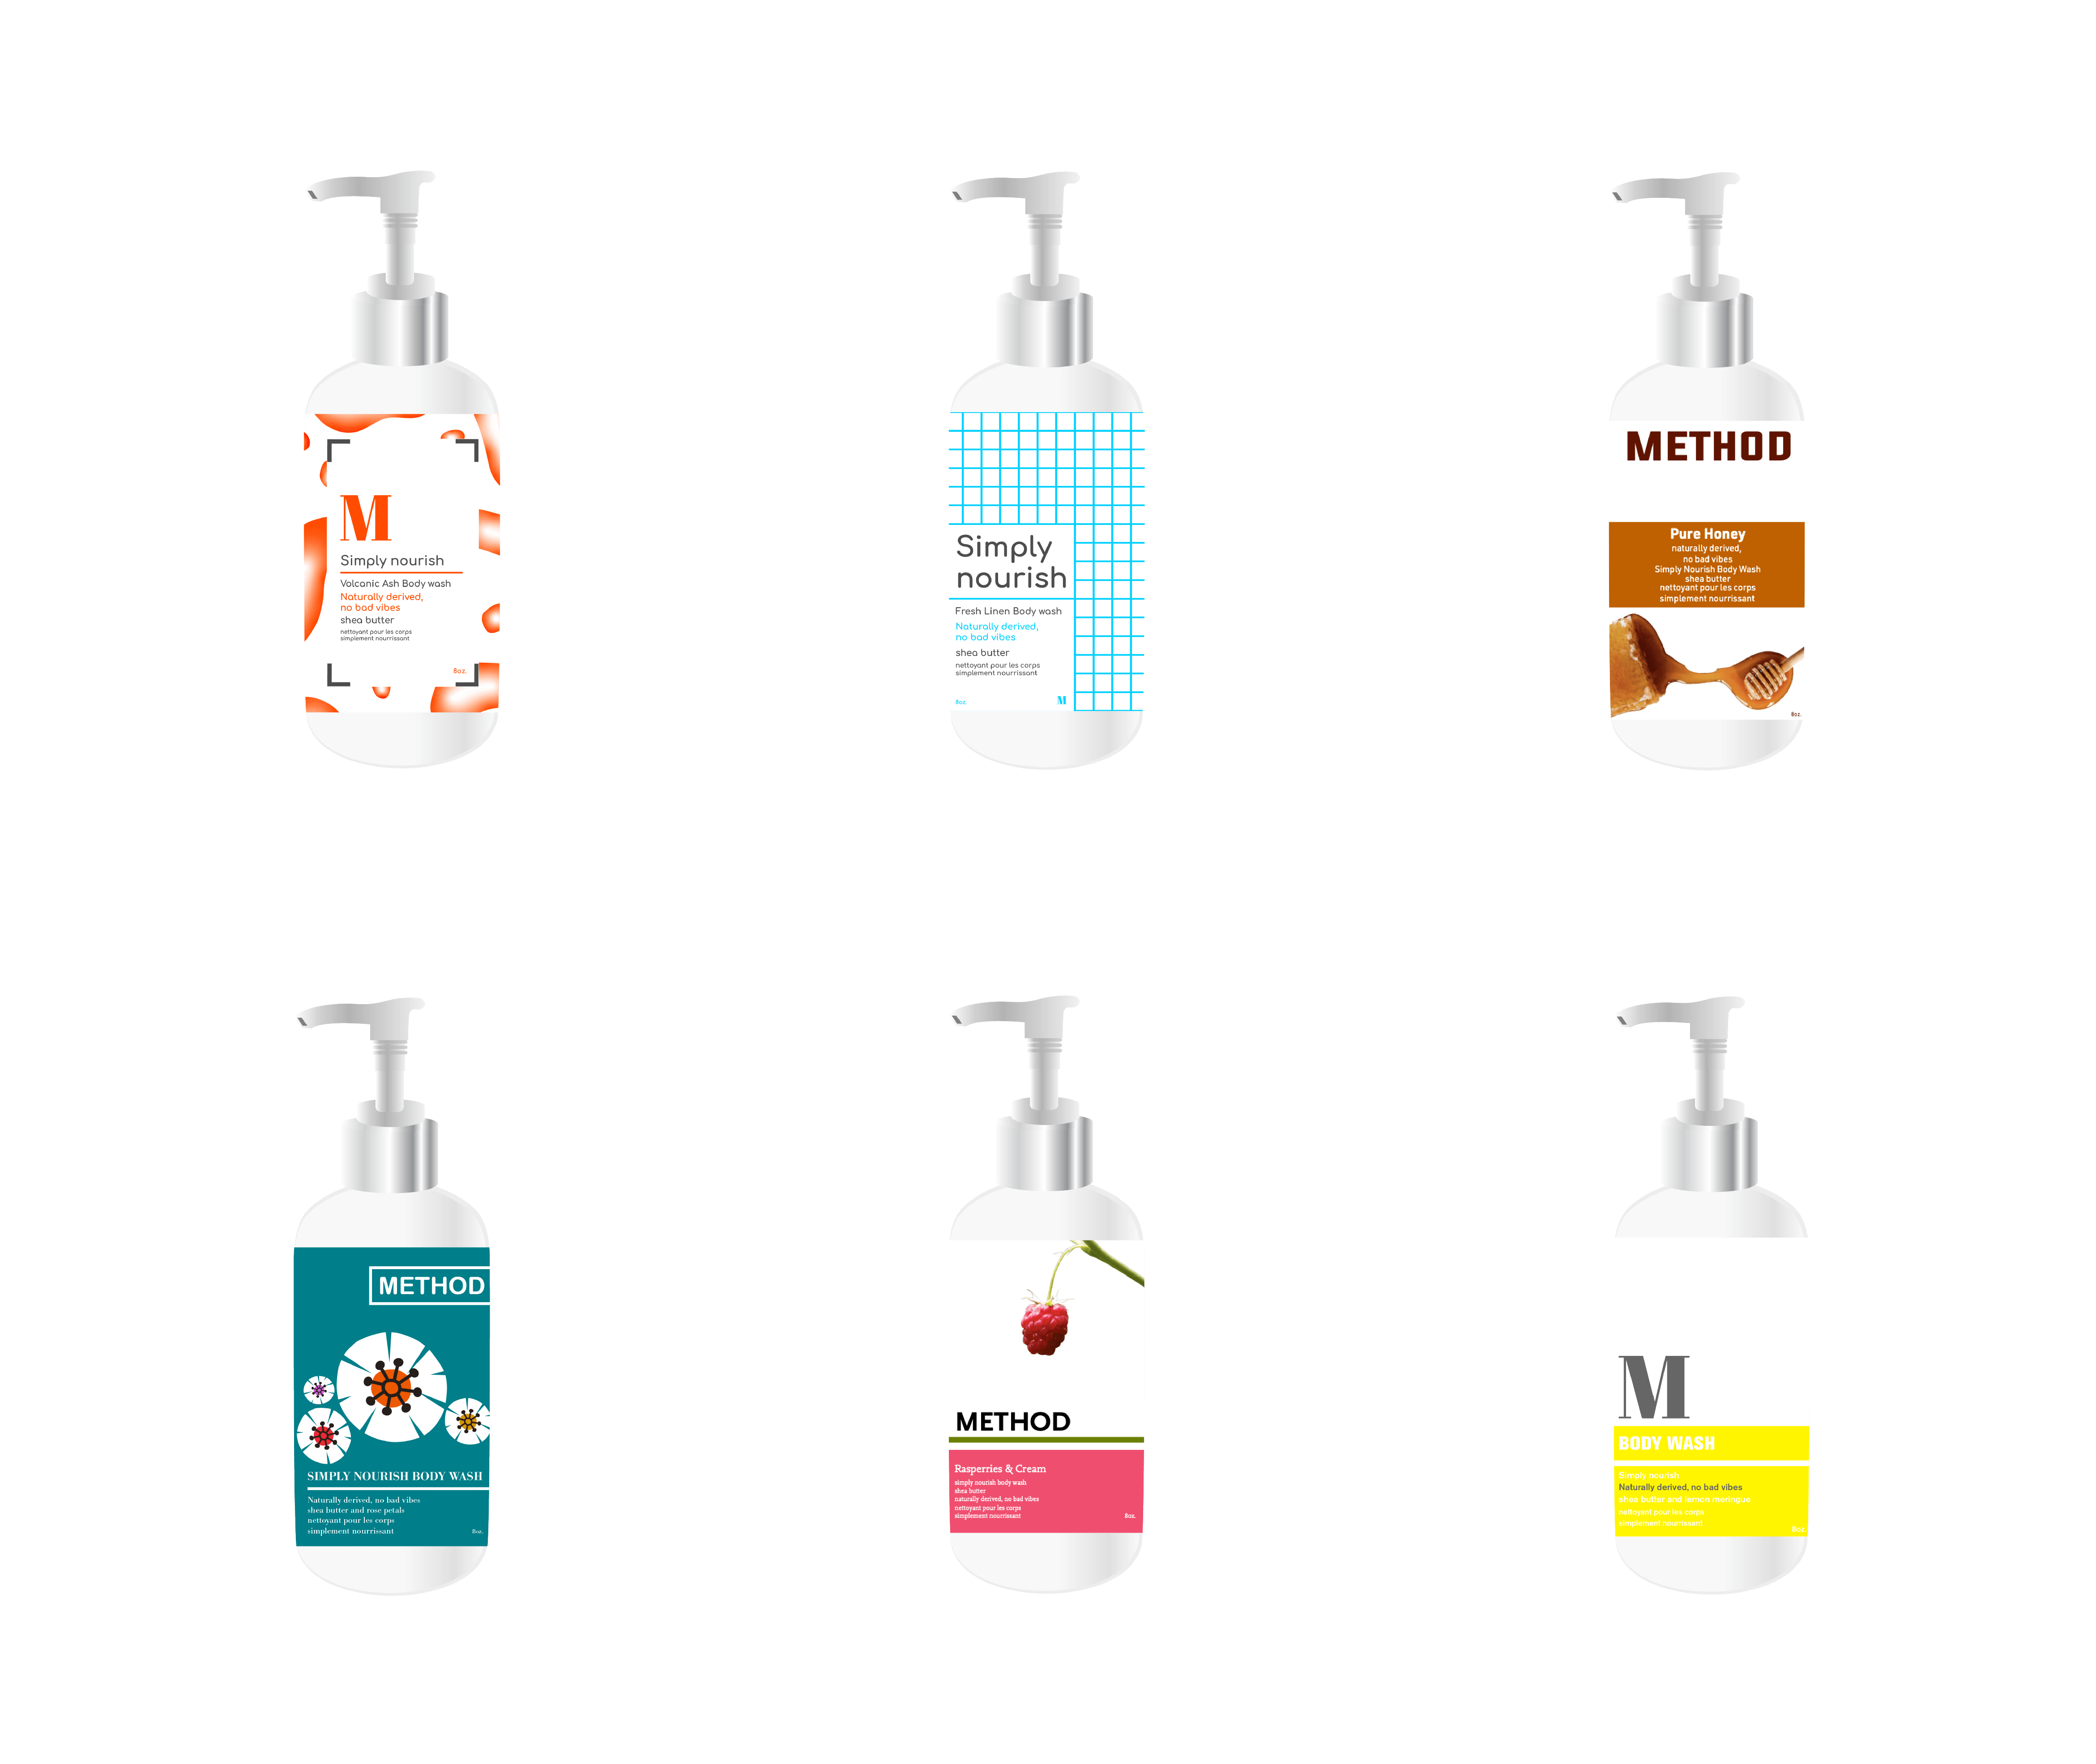 M
Simply nourish
Volcanic Ash Body wash
Naturally derived,
no bad vibes
shea butter
nettoyant pour les corps
simplement nourrissant
8oz.
Simply
nourish
Fresh Linen Body wash
Naturally derived,
no bad vibes
shea butter
nettoyant pour les corps
simplement nourrissant
8oz.
M
METHOD
Pure Honey
naturally derived,
no bad vibes
Simply Nourish Body Wash
shea butter
nettoyant pour les corps
simplement nourrissant
8oz.
METHOD
SIMPLY NOURISH BODY WASH
Naturally derived, no bad vibes
shea butter and rose petals
nettoyant pour les corps
simplement nourrissant
8oz.
METHOD
Rasperries & Cream
simply nourish body wash
shea butter
naturally derived, no bad vibes
nettoyant pour les corps
simplement nourrissant
8oz.
M
BODY WASH
Simply nourish
Naturally derived, no bad vibes
shea butter and lemon meringue
nettoyant pour les corps
simplement nourrissant
8oz.